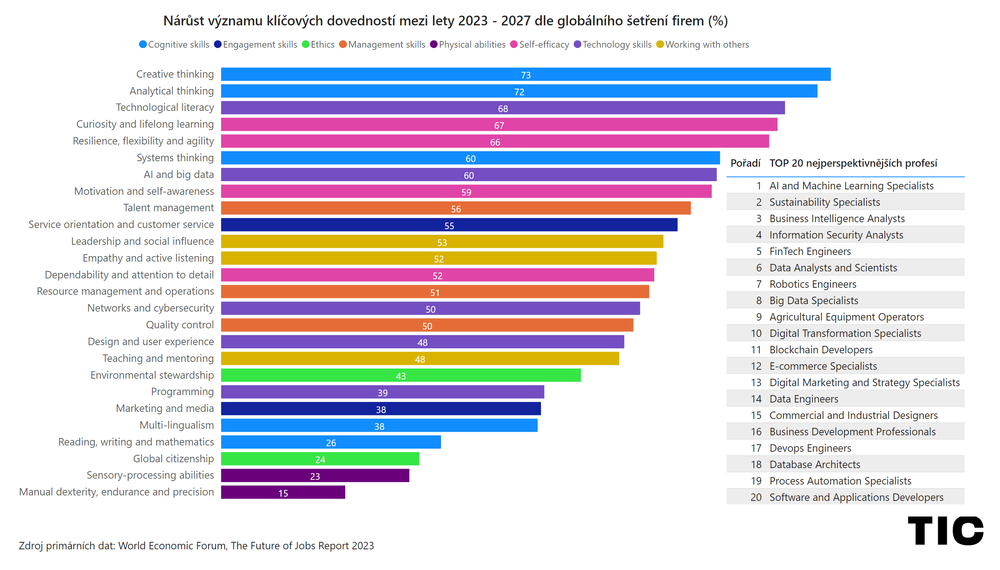 Nárůst významu klíčových dovedností mezi lety 2023 - 2027 dle globálního šetření firem (%)
Cognitive skills Engagement skills Ethics Management skills Physical abilities Self-efficacy Technology skills Working with others
Creative thinking 73
Analytical thinking 72
Technological literacy 68
Curiosity and lifelong learning 67
Resilience, flexibility and agility 66
Systems thinking 60
AI and big data 60
Motivation and self-awareness 59
Talent management 56
Service orientation and customer service 55
Leadership and social influence 53
Empathy and active listening 52
Dependability and attention to detail 52
Resource management and operations 51
Networks and cybersecurity 50
Quality control 50
Design and user experience 48
Teaching and mentoring 48
Environmental stewardship 43
Programming 39
Marketing and media 38
Multi-lingualism 38
Reading, writing and mathematics 26
Global citizenship 24
Sensory-processing abilities 23
Manual dexterity, endurance and precision 15
Pořadí TOP 20 nejperspektivnějších profesí
1 AI and Machine Learning Specialists
2 Sustainability Specialists
3 Business Intelligence Analysts
4 Information Security Analysts
5 FinTech Engineers
6 Data Analysts and Scientists
7 Robotics Engineers
8 Big Data Specialists
9 Agricultural Equipment Operators
10 Digital Transformation Specialists
11 Blockchain Developers
12 E-commerce Specialists
13 Digital Marketing and Strategy Specialists
14 Data Engineers
15 Commercial and Industrial Designers
16 Business Development Professionals
17 Devops Engineers
18 Database Architects
19 Process Automation Specialists
20 Software and Applications Developers
TIC
Zdroj primárních dat: World Economic Forum, The Future of Jobs Report 2023